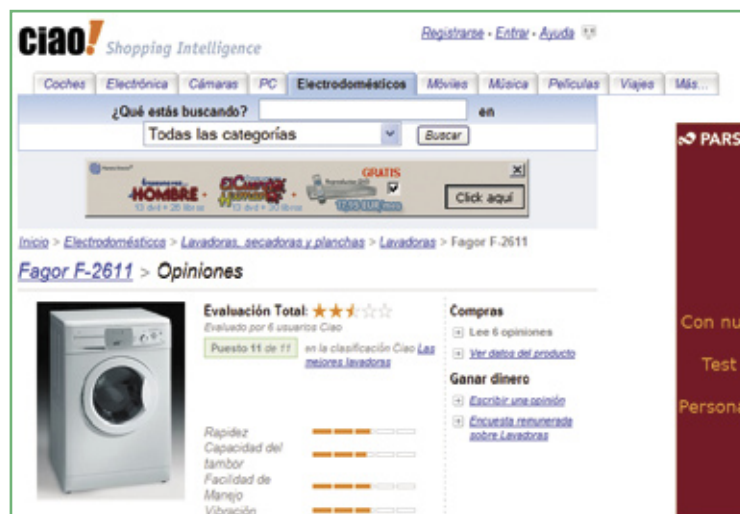 ciao! Shopping Intelligence
Registrarse - Entrar - Ayuda
Coches Electrónica Cámaras PC Electrodomésticos Móviles Música Películas Viajes Más...
¿Qué estás buscando? en
Todas las categorías Buscar
GRATIS
HOMBRE
El Cuerpo Humano
Click aquí
Inicio > Electrodomésticos > Lavadoras, secadoras y planchas > Lavadoras > Fagor F-2611
Fagor F-2611 > Opiniones
Evaluación Total:
Evaluado por 6 usuarios Ciao
Puesto 11 de 11 en la clasificación Ciao Las
mejores lavadoras
Rapidez
Capacidad del
tambor
Facilidad de
Manejo
Vibración
Compras
Lee 6 opiniones
Ver datos del producto
Ganar dinero
Escribir una opinión
Encuesta remunerada
sobre Lavadoras
PARS
Con nu
Test
Persona